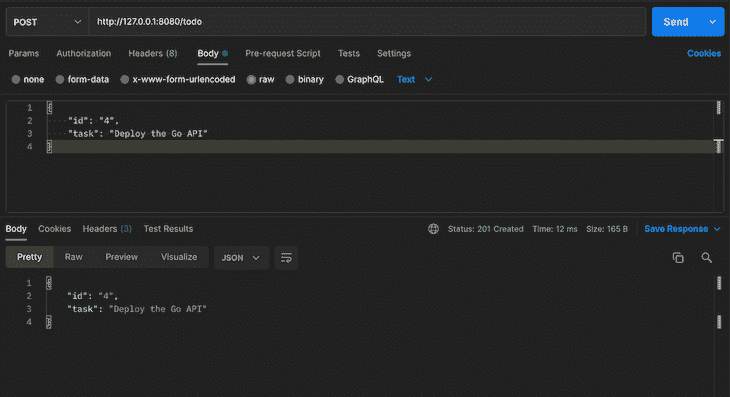 POST http://127.0.0.1:8080/todo Send
Params Authorization Headers (8) Body Pre-request Script Tests Settings Cookies
none form-data x-www-form-urlencoded raw binary GraphQL Text
1 {
2 "id": "4",
3 "task": "Deploy the Go API"
4 }
Body Cookies Headers (3) Test Results Status: 201 Created Time: 12 ms Size: 165 B Save Response
Pretty Raw Preview Visualize JSON
1 {
2 "id": "4",
3 "task": "Deploy the Go API"
4 }